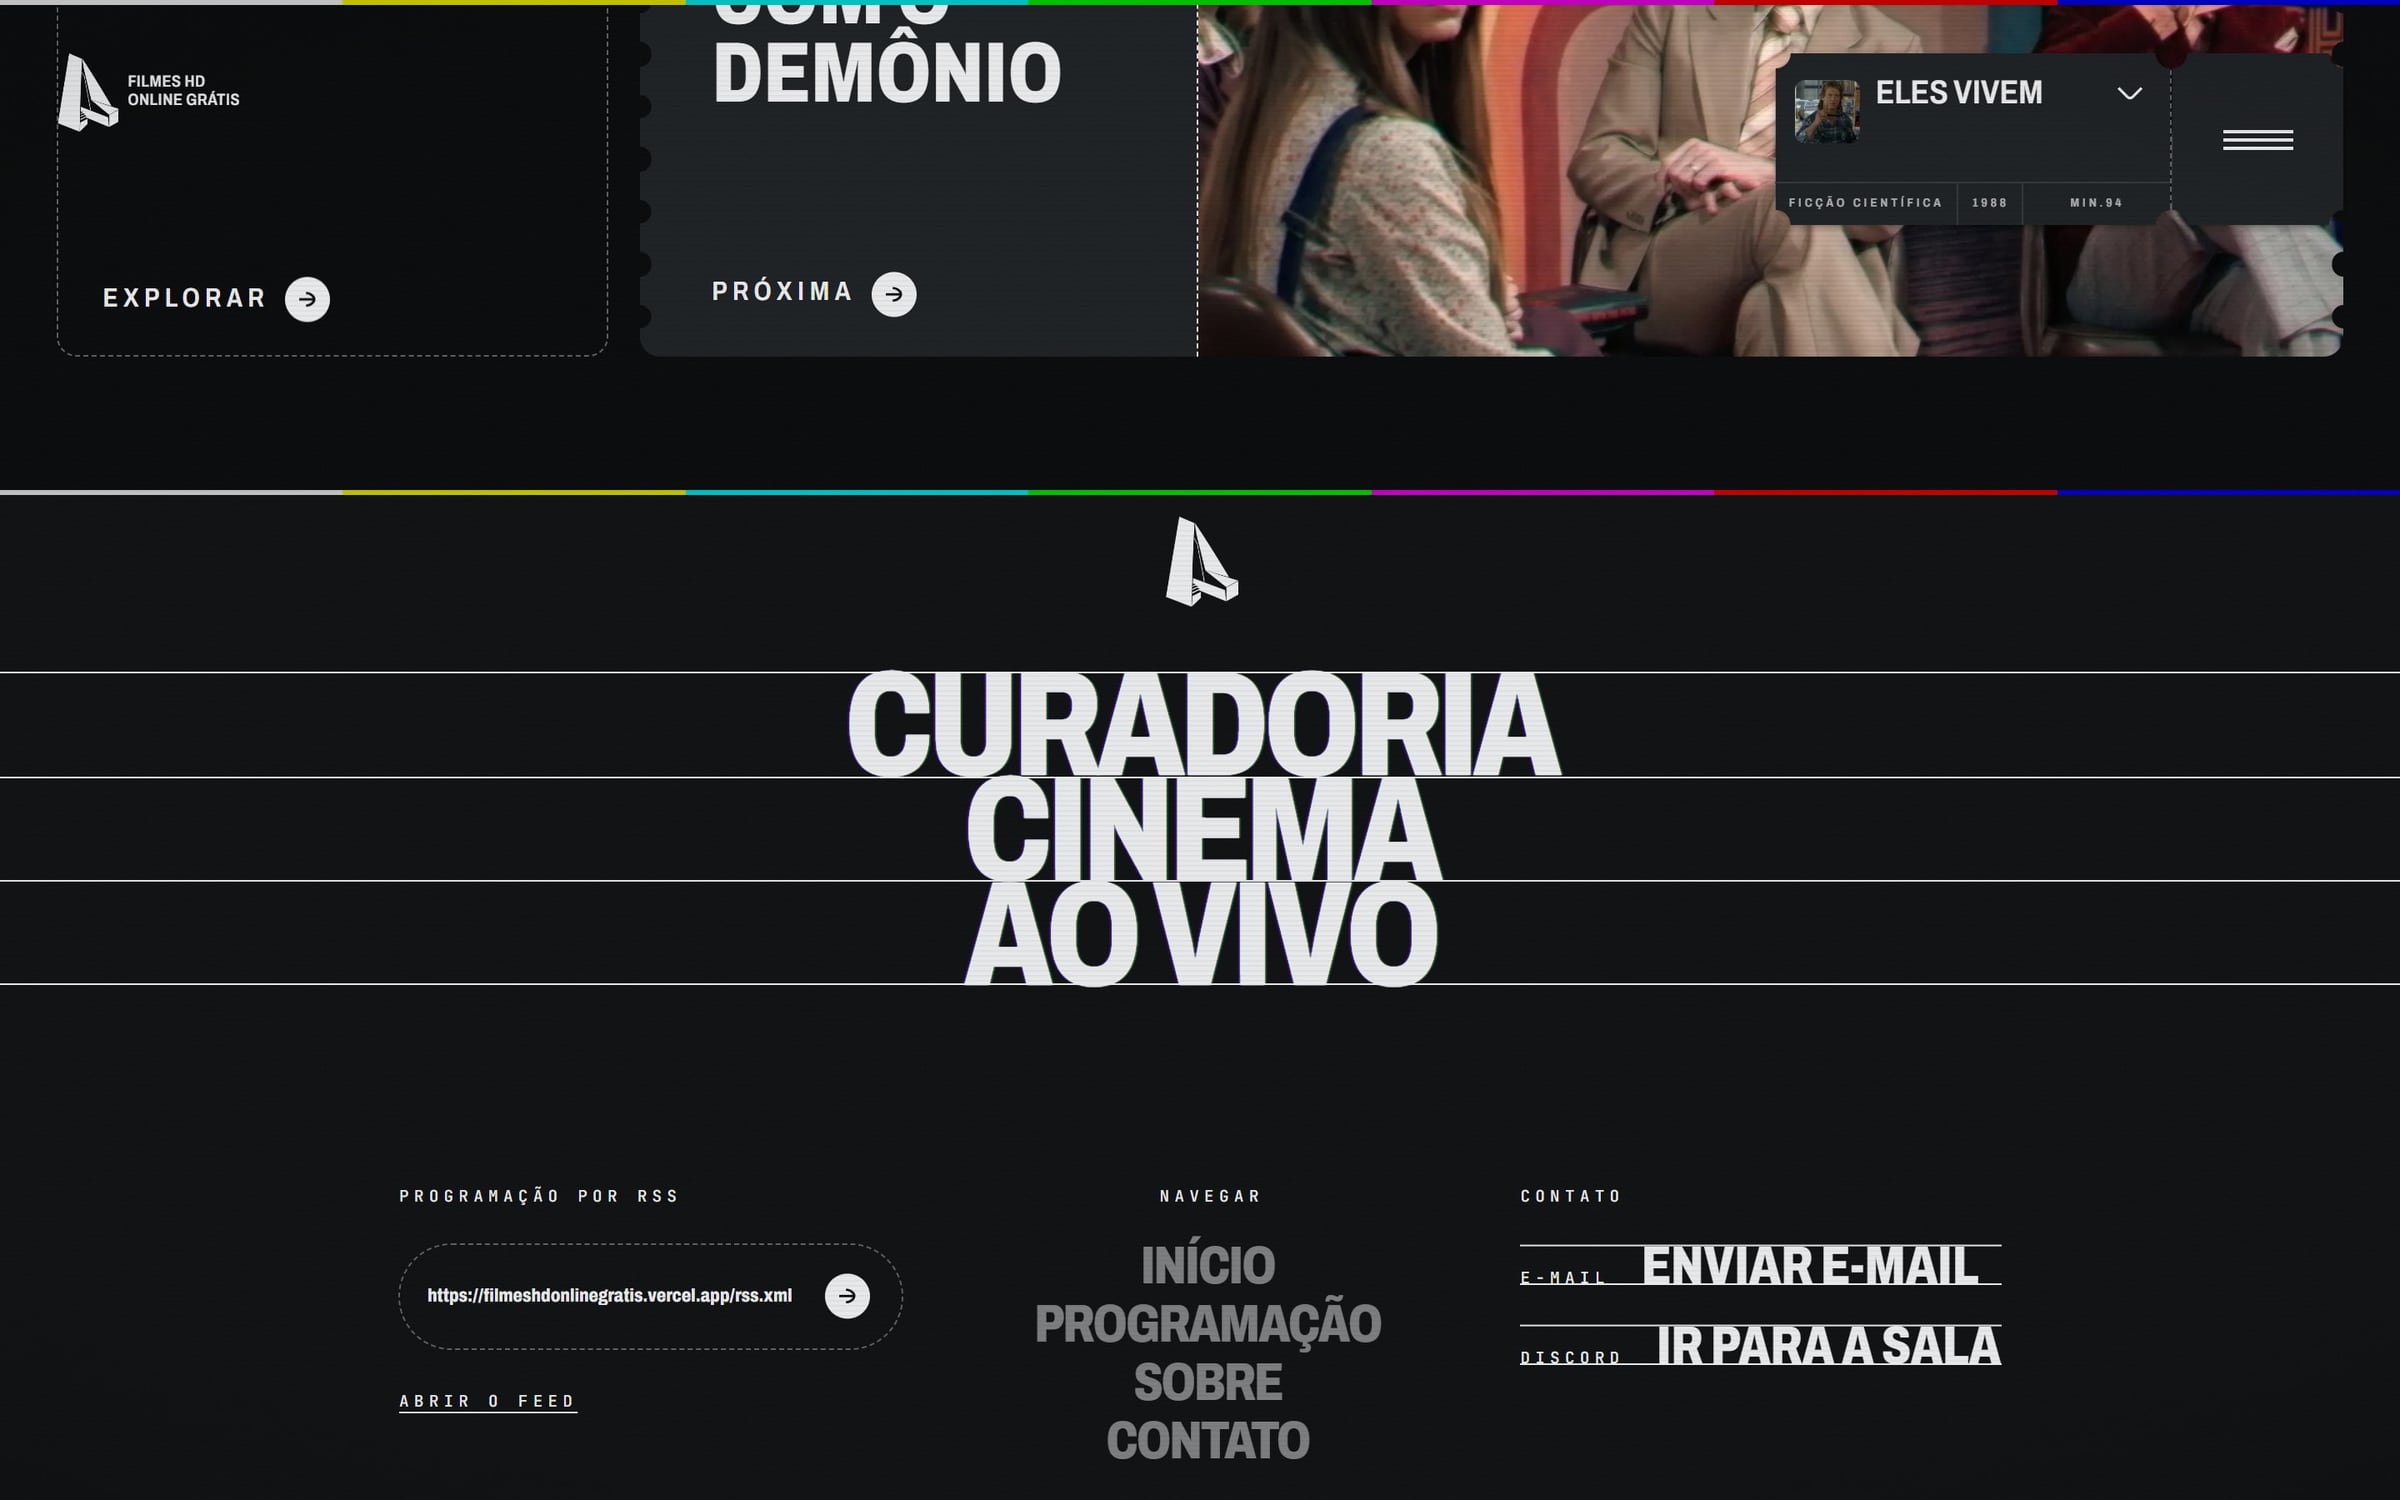 DEMÔNIO
FILMES HD
ONLINE GRÁTIS
ELES VIVEM
FICÇÃO CIENTÍFICA
1988
MIN.94
EXPLORAR
PRÓXIMA
CURADORIA
CINEMA
AO VIVO
PROGRAMAÇÃO POR RSS
https://filmeshdonlinegratis.vercel.app/rss.xml
ABRIR O FEED
NAVEGAR
INÍCIO
PROGRAMAÇÃO
SOBRE
CONTATO
CONTATO
E-MAIL ENVIAR E-MAIL
DISCORD IR PARA A SALA